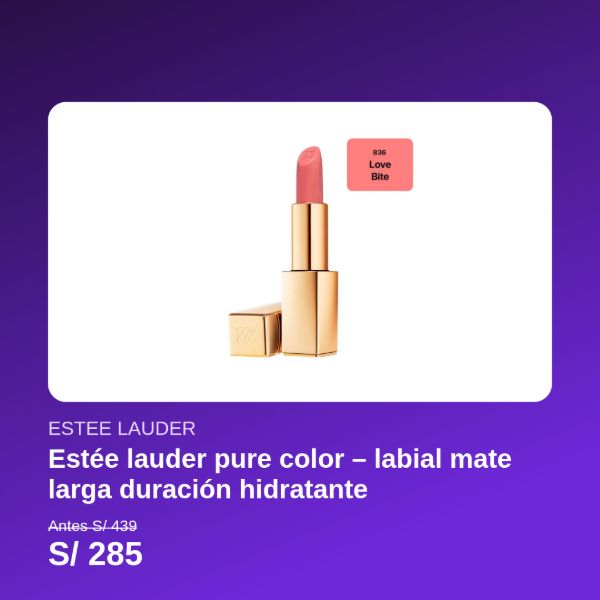 836
Love
Bite
ESTEE LAUDER
Estée lauder pure color – labial mate
larga duración hidratante
Antes S/ 439
S/ 285